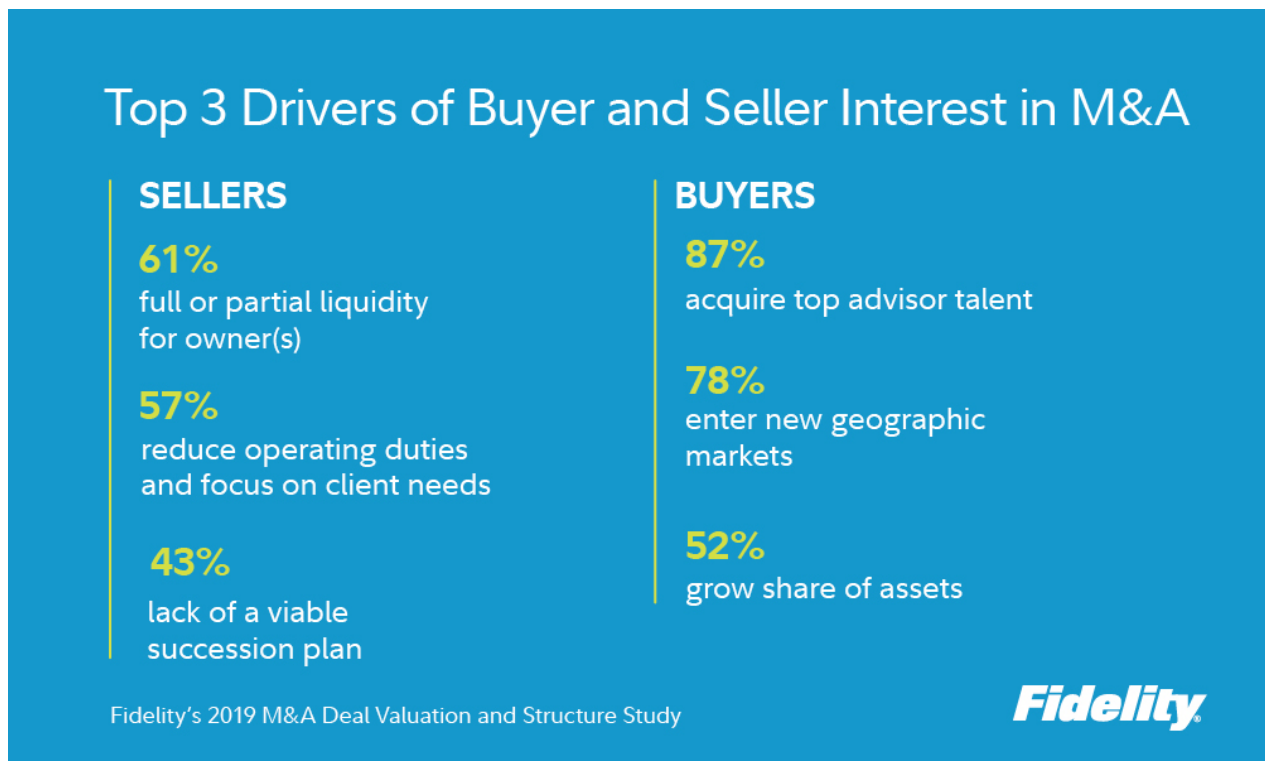 Top 3 Drivers of Buyer and Seller Interest in M&A
SELLERS
61%
full or partial liquidity
for owner(s)
57%
reduce operating duties
and focus on client needs
43%
lack of a viable
succession plan
BUYERS
87%
acquire top advisor talent
78%
enter new geographic
markets
52%
grow share of assets
Fidelity's 2019 M&A Deal Valuation and Structure Study
Fidelity®